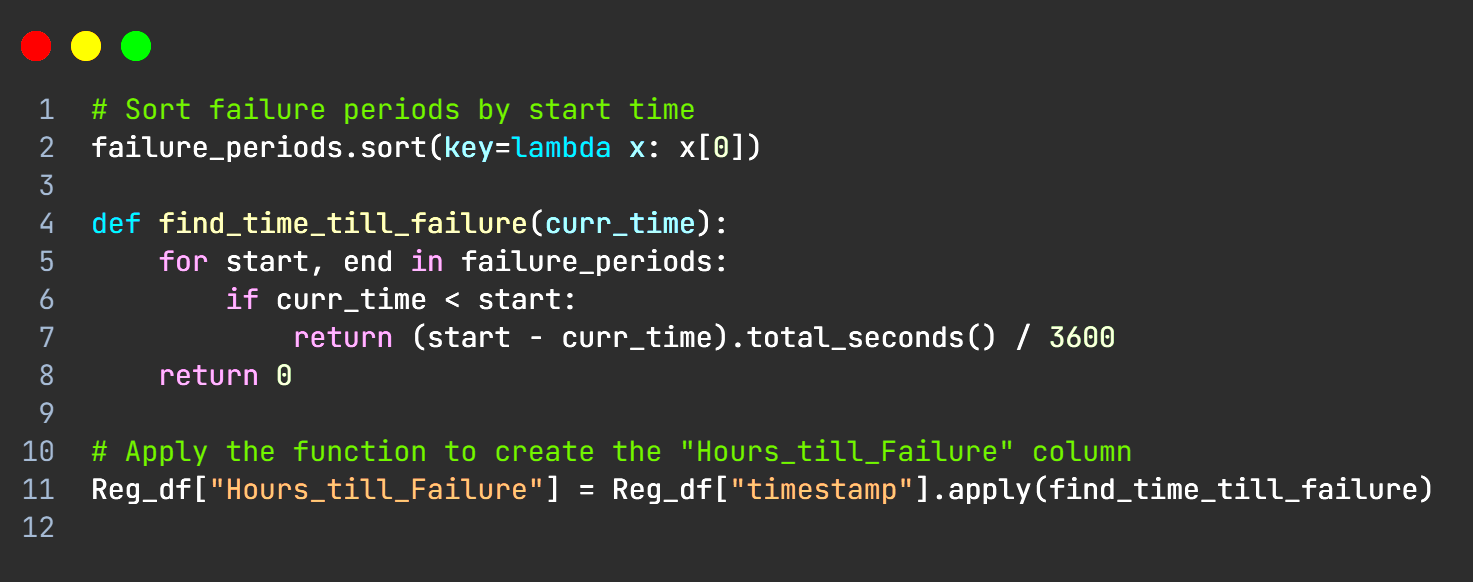 1 # Sort failure periods by start time
2 failure_periods.sort(key=lambda x: x[0])
3
4 def find_time_till_failure(curr_time):
5     for start, end in failure_periods:
6         if curr_time < start:
7             return (start - curr_time).total_seconds() / 3600
8     return 0
9
10 # Apply the function to create the "Hours_till_Failure" column
11 Reg_df["Hours_till_Failure"] = Reg_df["timestamp"].apply(find_time_till_failure)
12